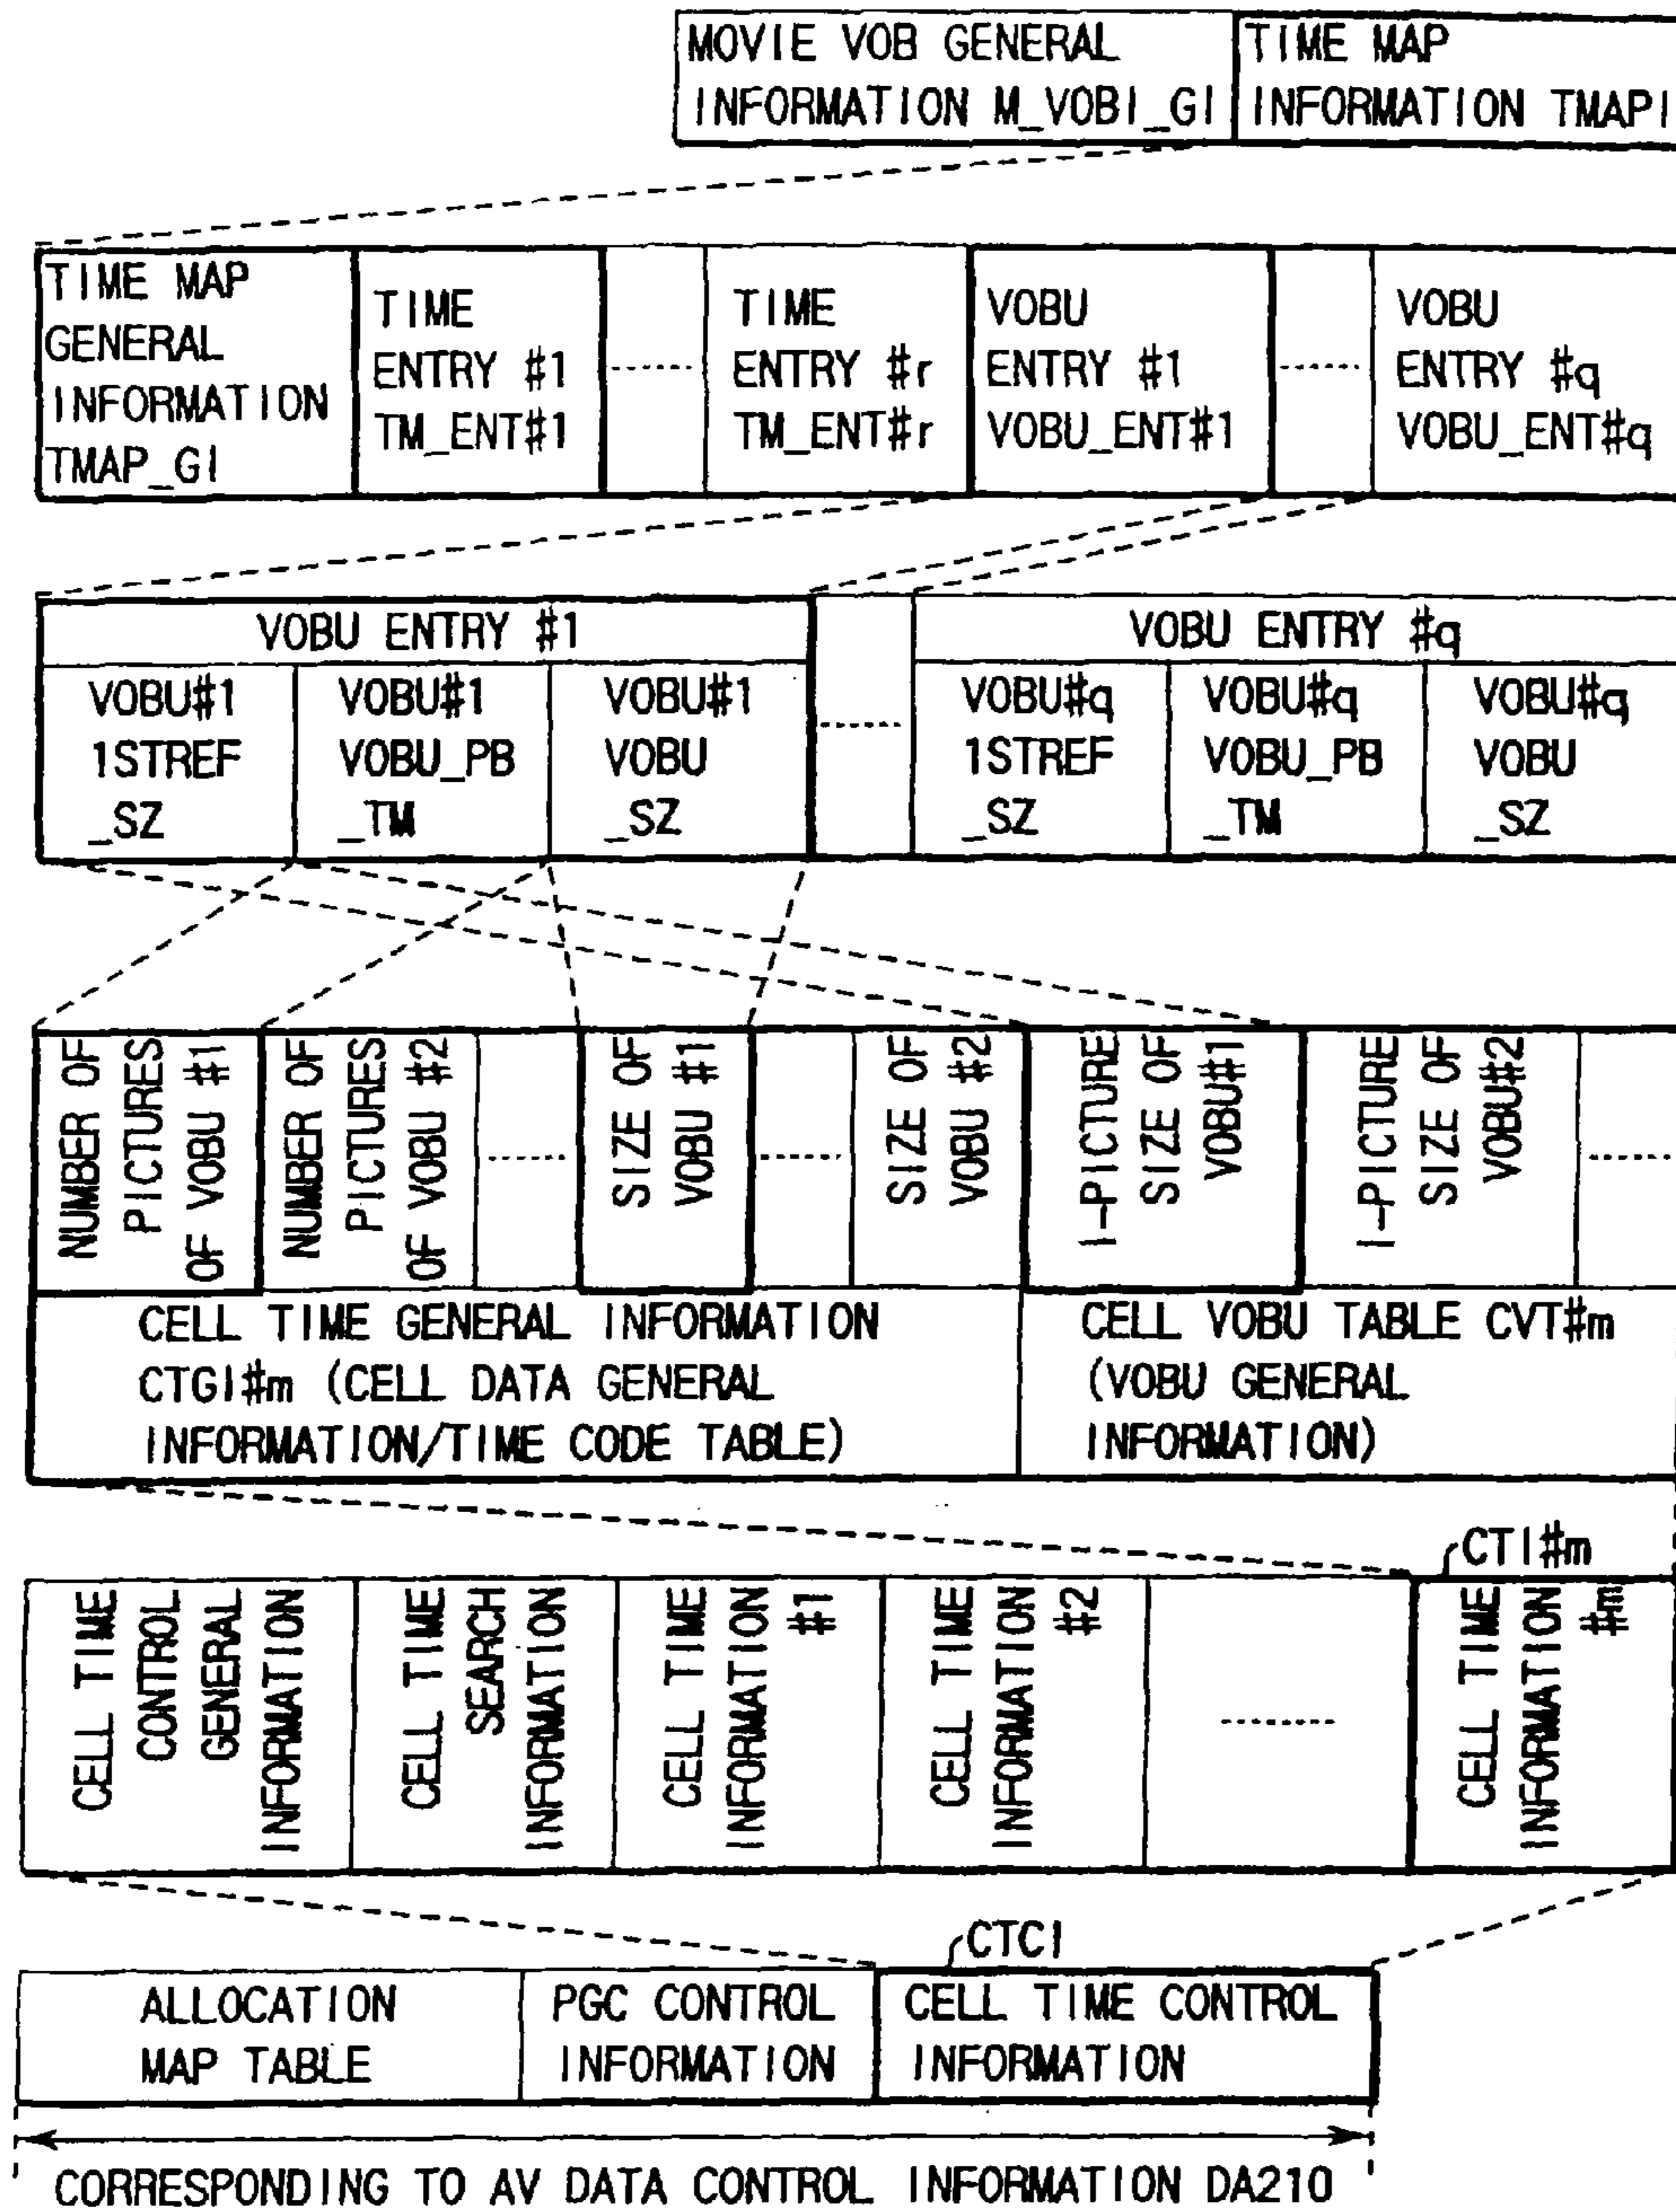 MOVIE VOB GENERAL
INFORMATION M_VOBI_GI
TIME MAP
INFORMATION TMAPI
TIME MAP
GENERAL
INFORMATION
TMAP_GI
TIME
ENTRY #1
TM_ENT#1
TIME
ENTRY #r
TM_ENT#r
VOBU
ENTRY #1
VOBU_ENT#1
VOBU
ENTRY #q
VOBU_ENT#q
VOBU ENTRY #1
VOBU#1
1STREF
_SZ
VOBU#1
VOBU_PB
_TM
VOBU#1
VOBU
_SZ
VOBU ENTRY #q
VOBU#q
1STREF
_SZ
VOBU#q
VOBU_PB
_TM
VOBU#q
VOBU
_SZ
NUMBER OF
PICTURES
OF VOBU #1
NUMBER OF
PICTURES
OF VOBU #2
SIZE OF
VOBU #1
SIZE OF
VOBU #2
I-PICTURE
SIZE OF
VOBU#1
I-PICTURE
SIZE OF
VOBU#2
CELL TIME GENERAL INFORMATION
CTGI#m (CELL DATA GENERAL
INFORMATION/TIME CODE TABLE)
CELL VOBU TABLE CVT#m
(VOBU GENERAL
INFORMATION)
CTI#m
CELL TIME
CONTROL
GENERAL
INFORMATION
CELL TIME
SEARCH
INFORMATION
CELL TIME
INFORMATION
#1
CELL TIME
INFORMATION
#2
CELL TIME
INFORMATION
#m
CTCI
ALLOCATION
MAP TABLE
PGC CONTROL
INFORMATION
CELL TIME CONTROL
INFORMATION
CORRESPONDING TO AV DATA CONTROL INFORMATION DA210